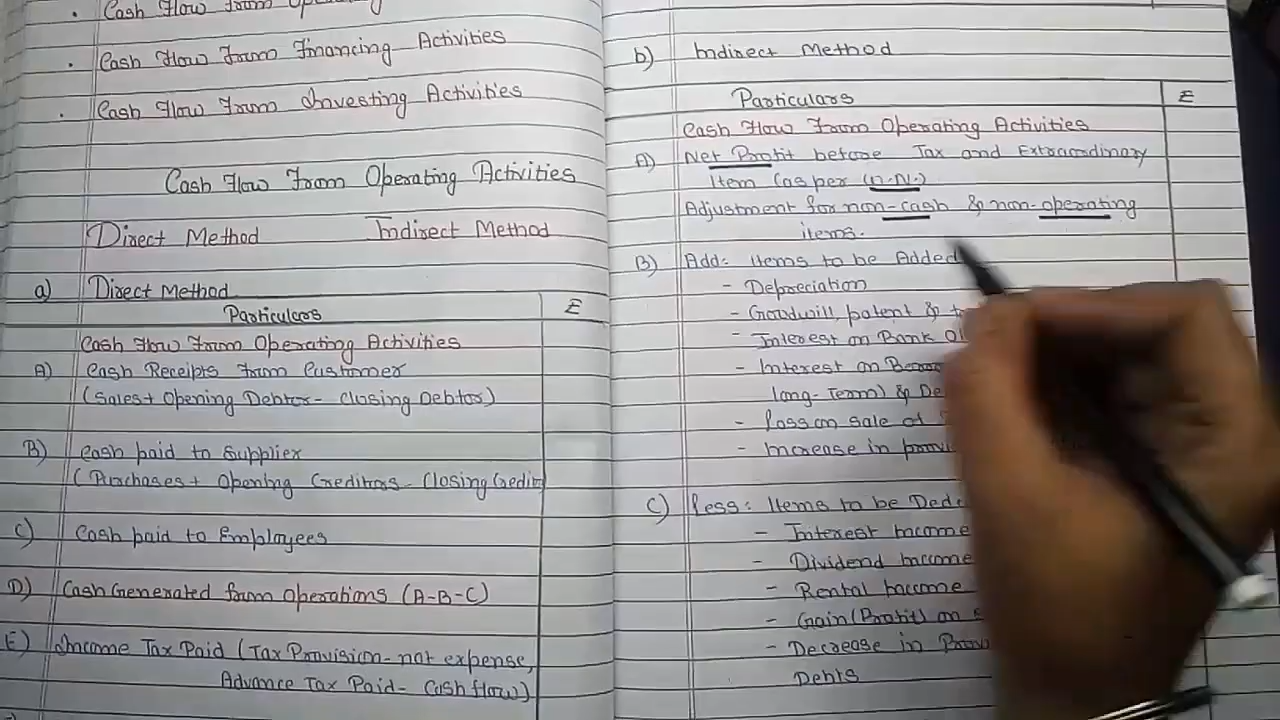 Cash Flow From Operating
Cash Flow From Financing Activities
Cash Flow From Investing Activities
Cash Flow From Operating Activities
Direct Method Indirect Method
a) Direct Method
Particulars ₤
Cash Flow From Operating Activities
A) Cash Receipts From Customer
(Sales + Opening Debtor - Closing Debtor)
B) Cash paid to Supplier
(Purchases + Opening Creditors - Closing Credit
C) Cash paid to Employees
D) Cash Generated from Operations (A-B-C)
E) Income Tax Paid (Tax Provision - not expense,
Advance Tax Paid - Cash flow)
b) Indirect Method
Particulars ₤
Cash Flow From Operating Activities
A) Net Profit before Tax and Extraordinary
Item (as per
Adjustment for non-cash & non-operating
items.
B) Add: Items to be Added
- Depreciation
- Goodwill, patent &
- Interest on Bank
- Interest on
long-Term) &
- Loss on sale of
- Increase in
C) Less: Items to be
- Interest Income
- Dividend Income
- Rental Income
- Gain (Profit) on
- Decrease in
Debts